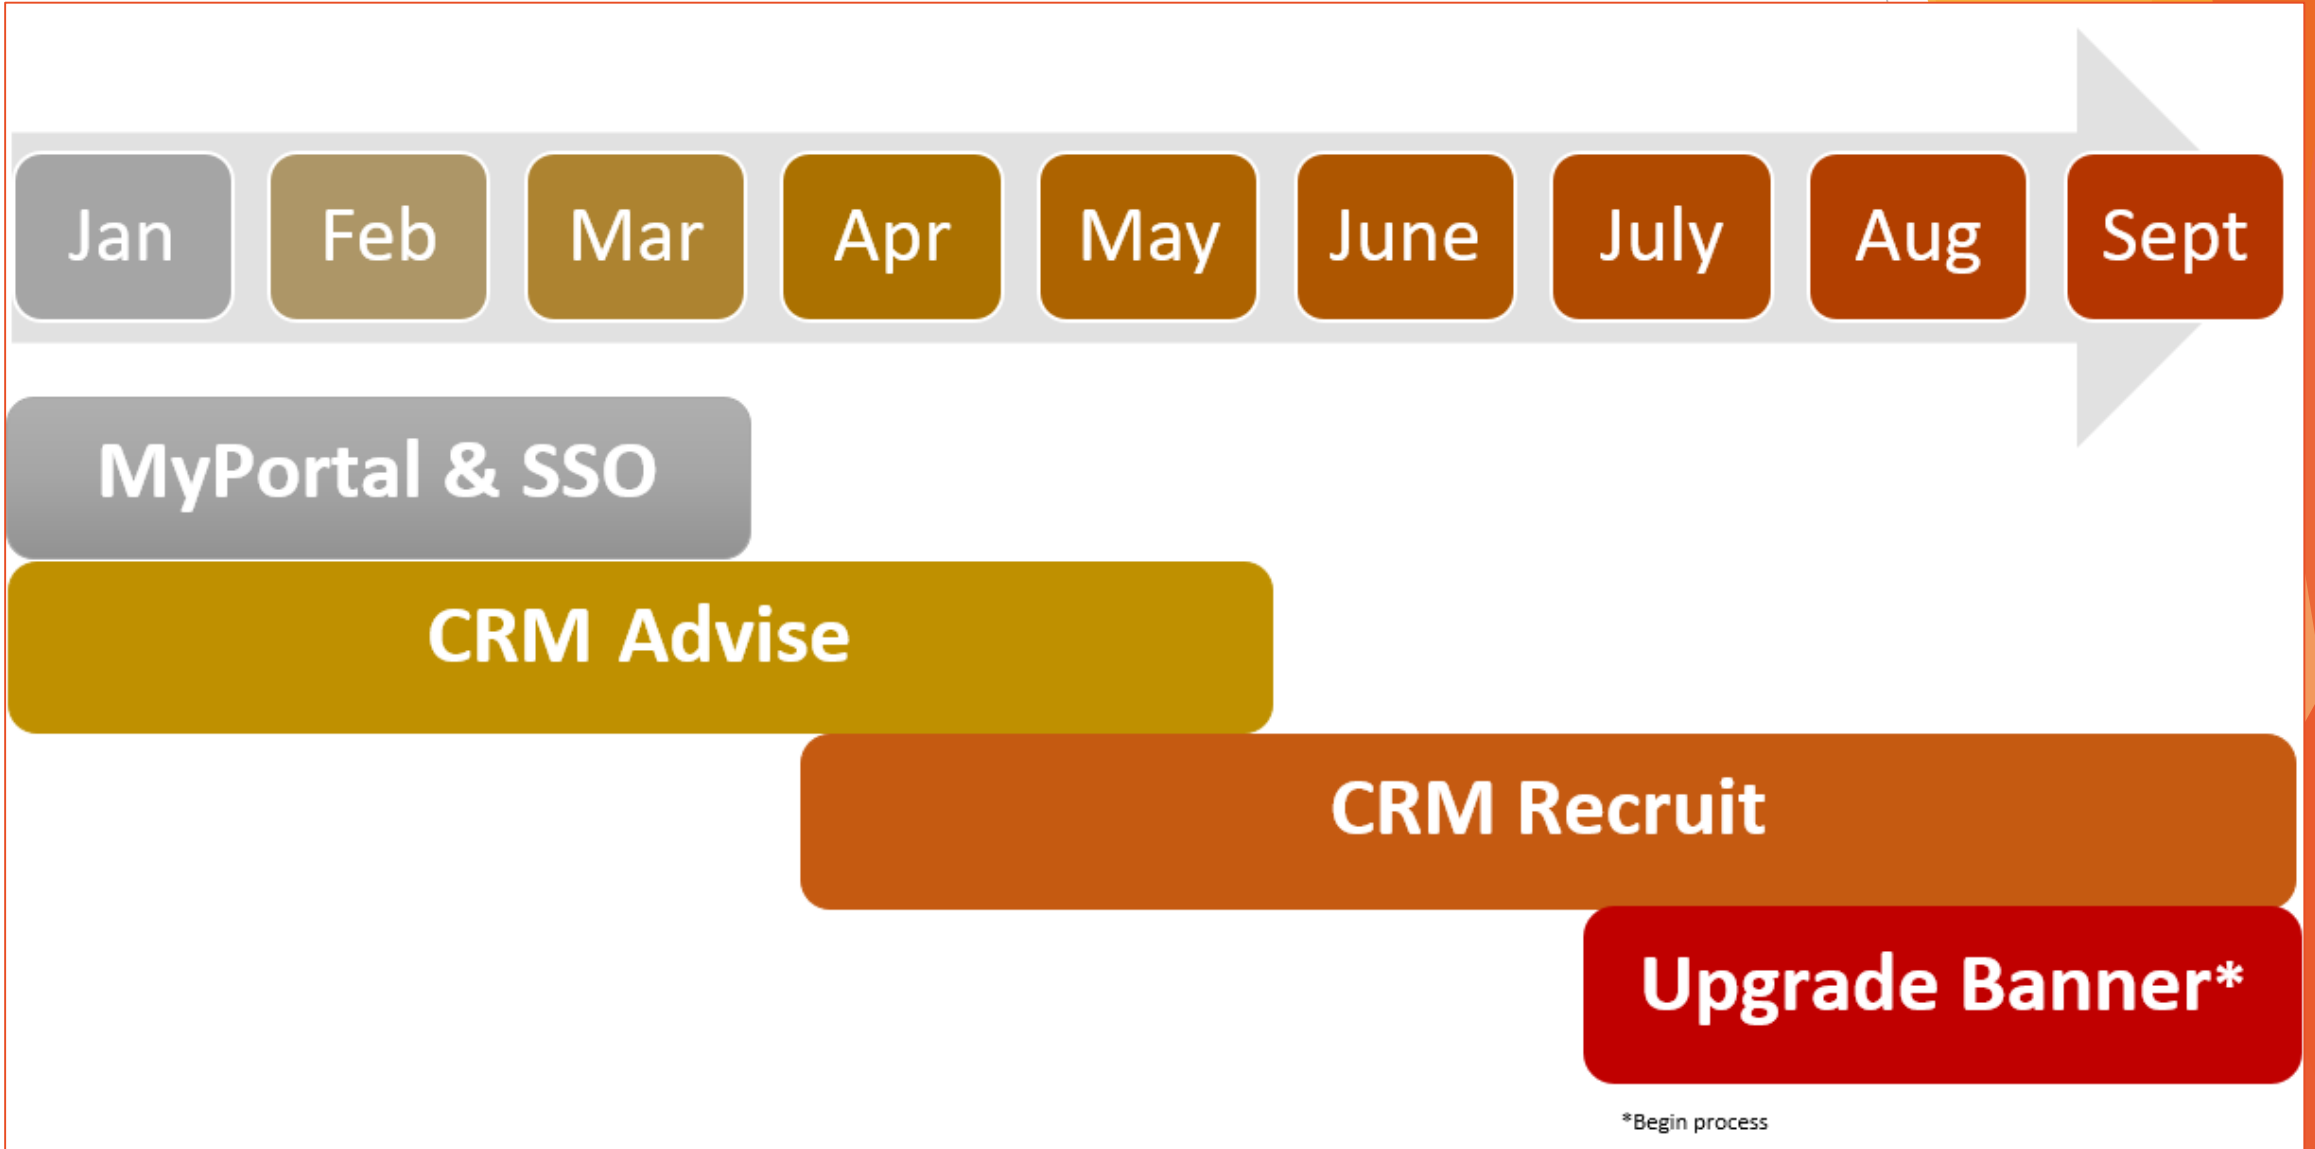 Jan Feb Mar Apr May June July Aug Sept
MyPortal & SSO
CRM Advise
CRM Recruit
Upgrade Banner*
*Begin process